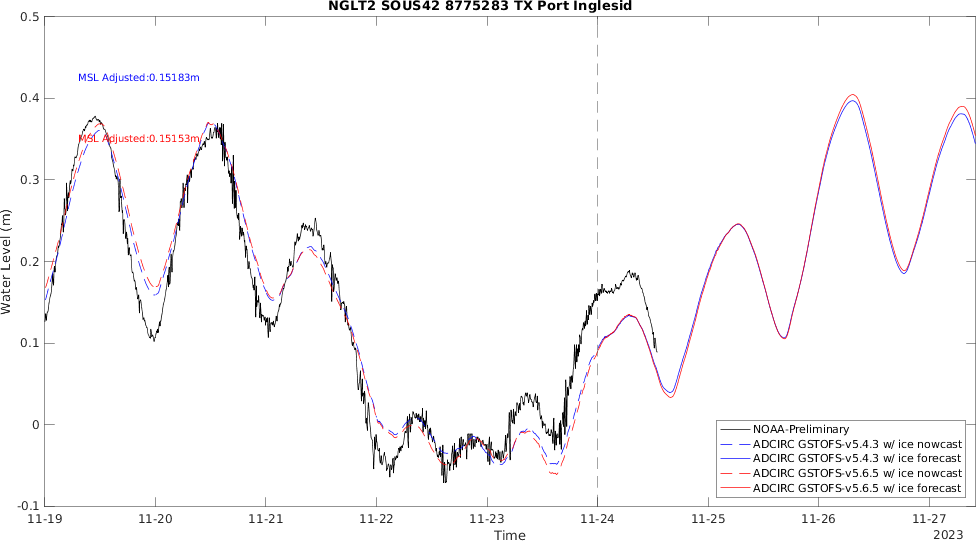 NGLT2 SOUS42 8775283 TX Port Inglesid
0.5
MSL Adjusted:0.15183m
0.4
MSL Adjusted:0.15153m
0.3
Water Level (m)
0.2
0.1
0
-0.1
NOAA-Preliminary
ADCIRC GSTOFS-v5.4.3 w/ ice nowcast
ADCIRC GSTOFS-v5.4.3 w/ ice forecast
ADCIRC GSTOFS-v5.6.5 w/ ice nowcast
ADCIRC GSTOFS-v5.6.5 w/ ice forecast
11-19 11-20 11-21 11-22 11-23 11-24 11-25 11-26 11-27
Time
2023